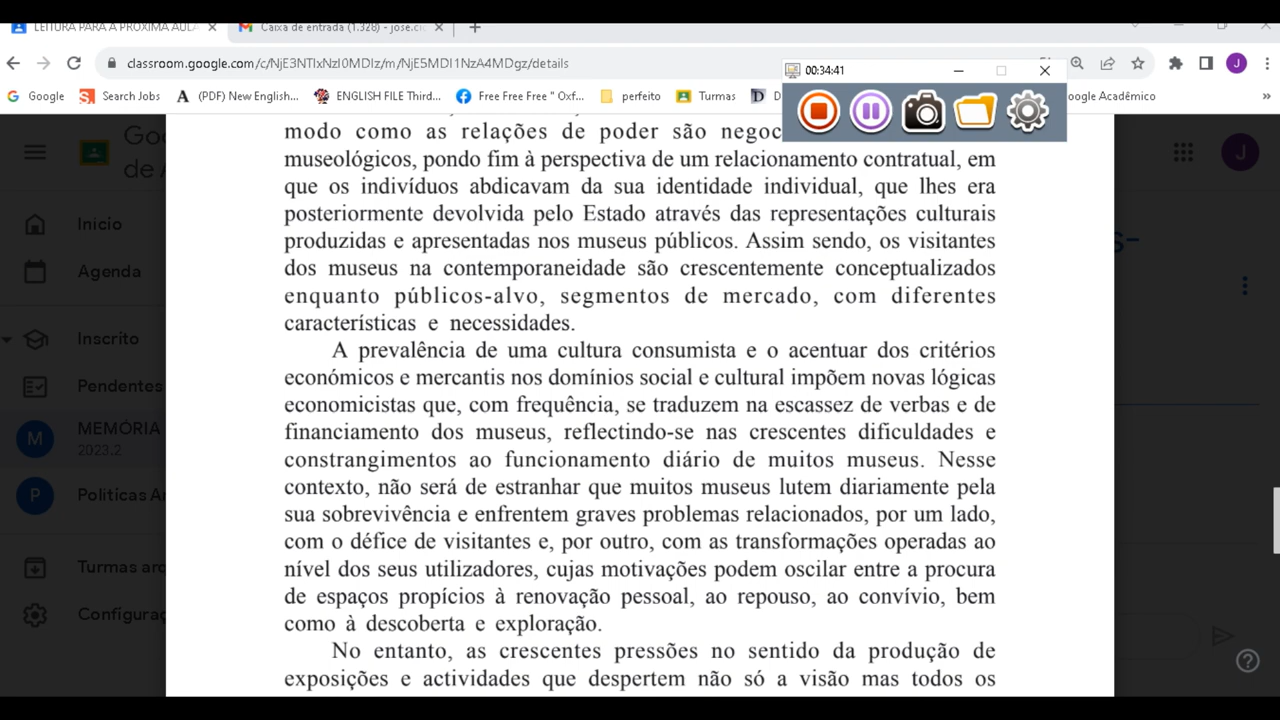 LEITURA PARA A PRÓXIMA AULA
Caixa de entrada (1.328) - jose.cic
classroom.google.com/c/NjE3NTIxNzI0MDIz/m/NjE5MDI1NzA4MDgz/details
J
00:34:41
Google
Search Jobs
(PDF) New English...
ENGLISH FILE Third...
Free Free Free " Oxf...
perfeito
Turmas
D
oogle Acadêmico
Goo
de A
J
Início
Agenda
Inscrito
Pendentes
M
MEMÓRIA
2023.2
P
Políticas Ar
Turmas arq
Configuraç
modo como as relações de poder são negoc
museológicos, pondo fim à perspectiva de um relacionamento contratual, em
que os indivíduos abdicavam da sua identidade individual, que lhes era
posteriormente devolvida pelo Estado através das representações culturais
produzidas e apresentadas nos museus públicos. Assim sendo, os visitantes
dos museus na contemporaneidade são crescentemente conceptualizados
enquanto públicos-alvo, segmentos de mercado, com diferentes
características e necessidades.
A prevalência de uma cultura consumista e o acentuar dos critérios
económicos e mercantis nos domínios social e cultural impõem novas lógicas
economicistas que, com frequência, se traduzem na escassez de verbas e de
financiamento dos museus, reflectindo-se nas crescentes dificuldades e
constrangimentos ao funcionamento diário de muitos museus. Nesse
contexto, não será de estranhar que muitos museus lutem diariamente pela
sua sobrevivência e enfrentem graves problemas relacionados, por um lado,
com o défice de visitantes e, por outro, com as transformações operadas ao
nível dos seus utilizadores, cujas motivações podem oscilar entre a procura
de espaços propícios à renovação pessoal, ao repouso, ao convívio, bem
como à descoberta e exploração.
No entanto, as crescentes pressões no sentido da produção de
exposições e actividades que despertem não só a visão mas todos os